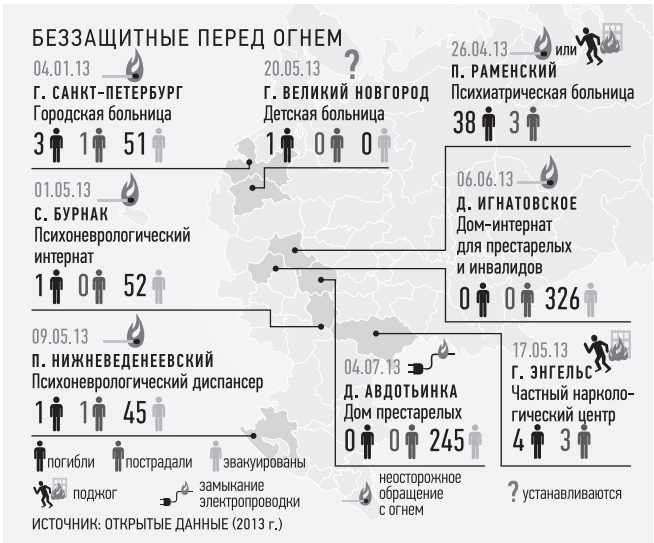 БЕЗЗАЩИТНЫЕ ПЕРЕД ОГНЕМ
04.01.13
Г. САНКТ-ПЕТЕРБУРГ
Городская больница
3 1 51
20.05.13 ?
Г. ВЕЛИКИЙ НОВГОРОД
Детская больница
1 0 0
26.04.13 или
П. РАМЕНСКИЙ
Психиатрическая больница
38 3
01.05.13
С. БУРНАК
Психоневрологический
интернат
1 0 52
06.06.13
Д. ИГНАТОВСКОЕ
Дом-интернат
для престарелых
и инвалидов
0 0 326
09.05.13
П. НИЖНЕВЕДЕНЕЕВСКИЙ
Психоневрологический диспансер
1 1 45
04.07.13
Д. АВДОТЬИНКА
Дом престарелых
0 0 245
17.05.13
Г. ЭНГЕЛЬС
Частный нарколо-
гический центр
4 3
погибли пострадали эвакуированы
поджог
замыкание
электропроводки
неосторожное
обращение
с огнем
? устанавливаются
ИСТОЧНИК: ОТКРЫТЫЕ ДАННЫЕ (2013 г.)